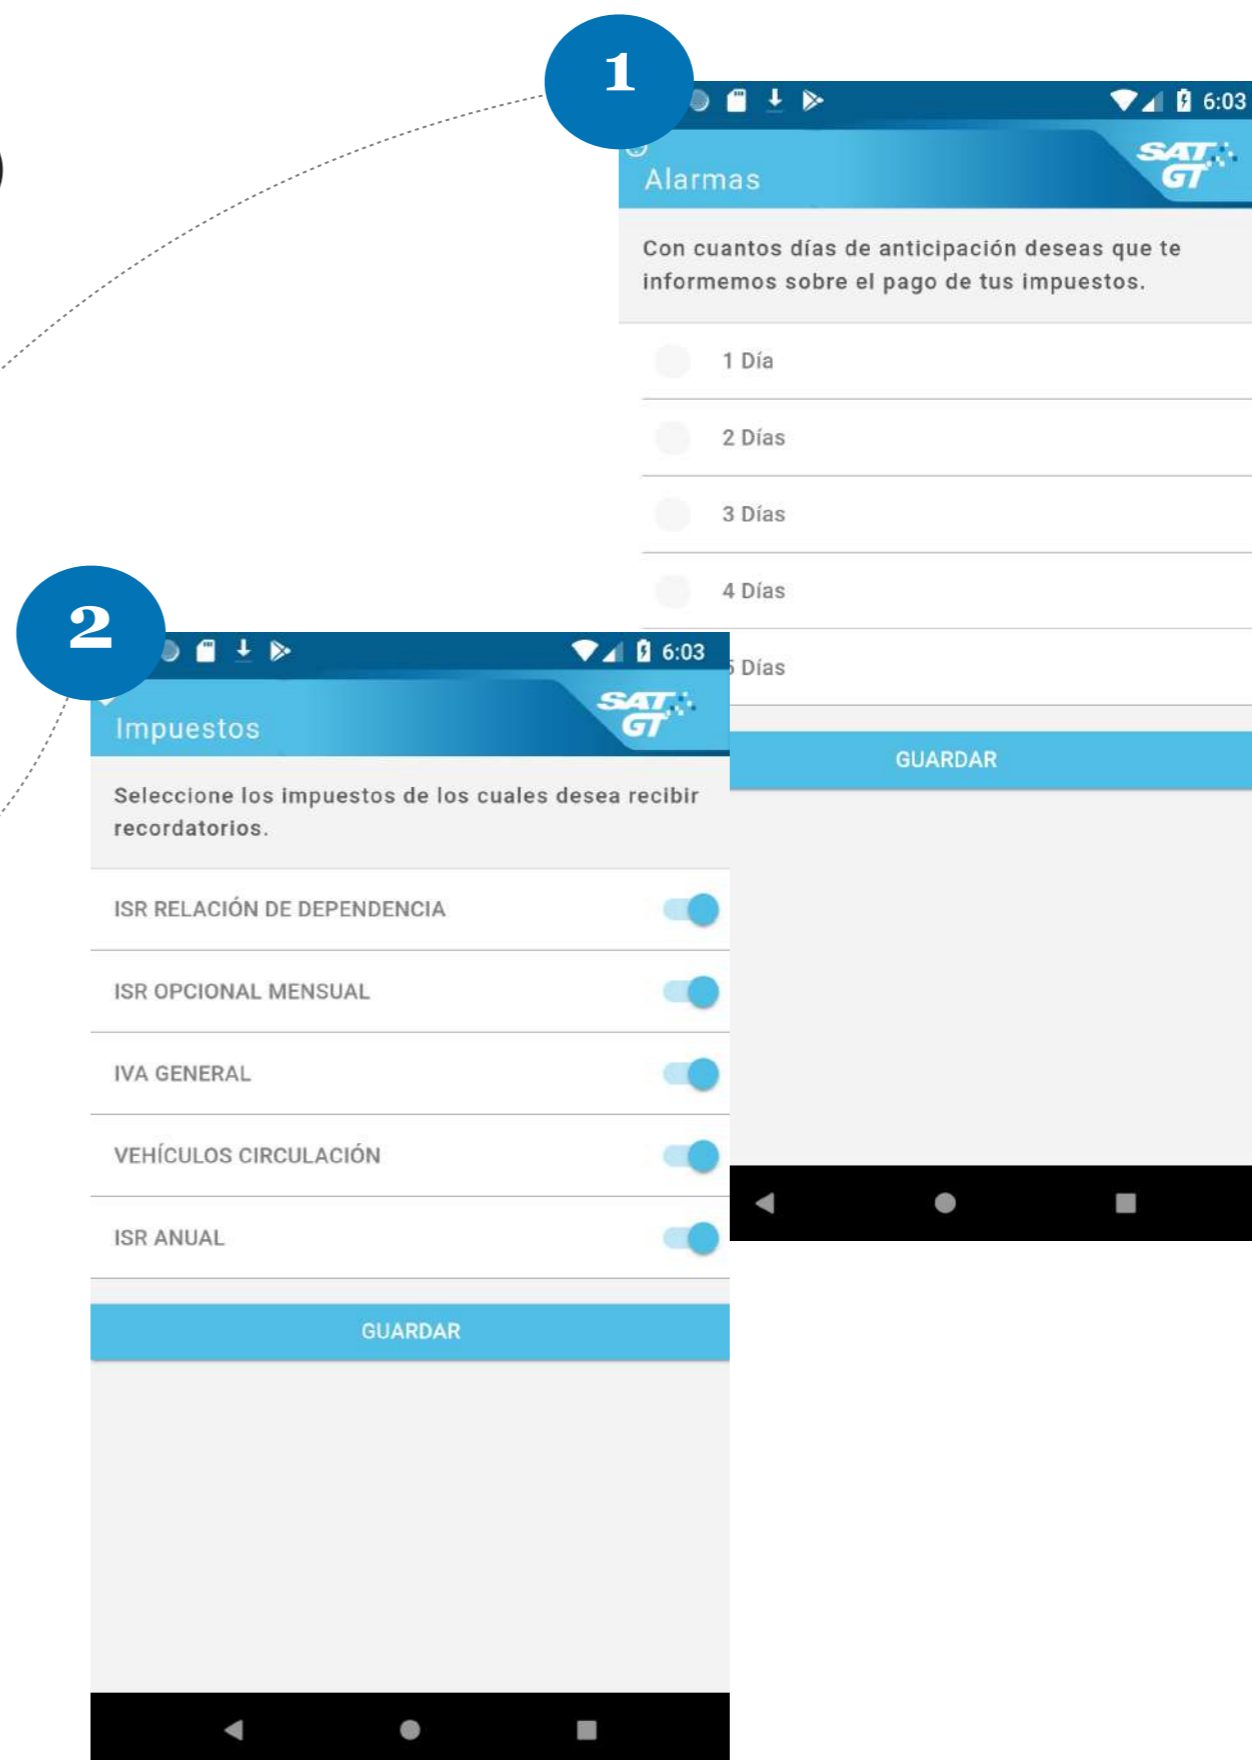 1
6:03
SAT
GT
Alarmas
Con cuantos días de anticipación deseas que te
informemos sobre el pago de tus impuestos.
1 Día
2 Días
3 Días
4 Días
5 Días
GUARDAR
2
6:03
SAT
GT
Impuestos
Seleccione los impuestos de los cuales desea recibir
recordatorios.
ISR RELACIÓN DE DEPENDENCIA
ISR OPCIONAL MENSUAL
IVA GENERAL
VEHÍCULOS CIRCULACIÓN
ISR ANUAL
GUARDAR